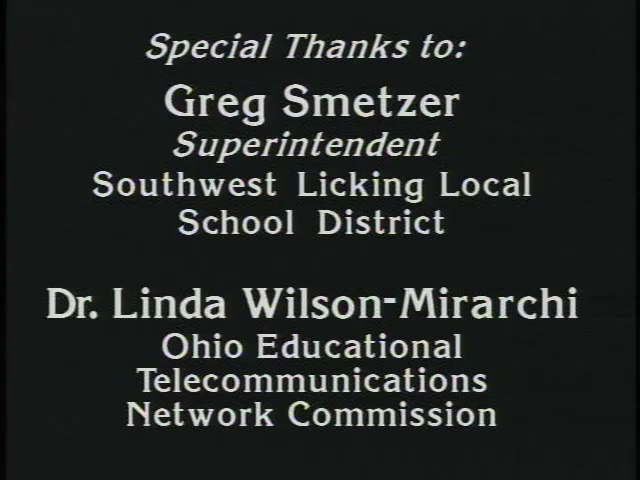 Special Thanks to:
Greg Smetzer
Superintendent
Southwest Licking Local
School District
Dr. Linda Wilson-Mirarchi
Ohio Educational
Telecommunications
Network Commission